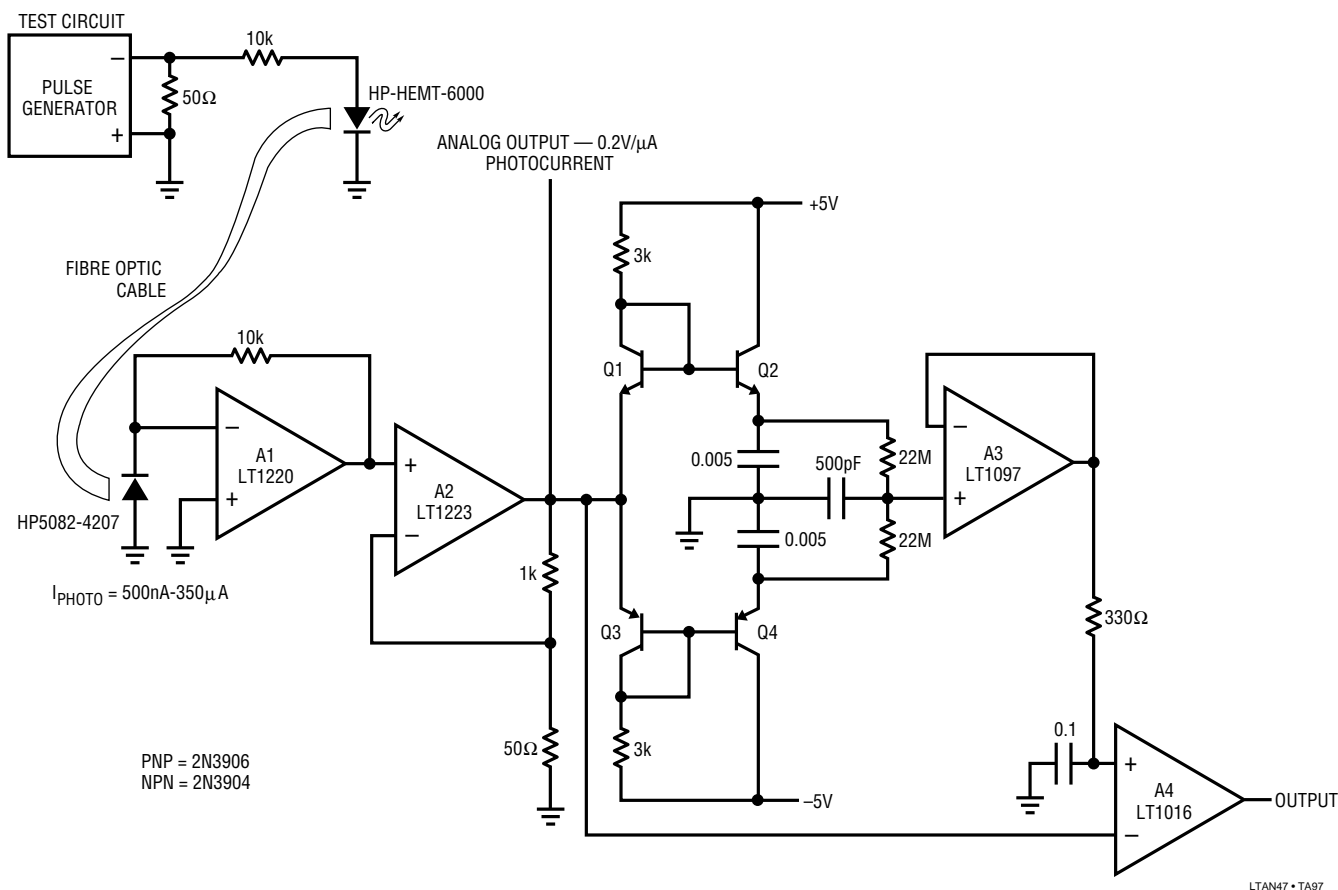 TEST CIRCUIT
PULSE
GENERATOR
−
+
50Ω
10k
HP-HEMT-6000
ANALOG OUTPUT — 0.2V/µA
PHOTOCURRENT
FIBRE OPTIC
CABLE
10k
−
+
A1
LT1220
HP5082-4207
IPHOTO = 500nA-350µA
+
−
A2
LT1223
1k
50Ω
+5V
3k
Q1
Q2
0.005
500pF
22M
0.005
22M
Q3
Q4
3k
–5V
−
+
A3
LT1097
330Ω
0.1
+
−
A4
LT1016
OUTPUT
PNP = 2N3906
NPN = 2N3904
LTAN47 • TA97